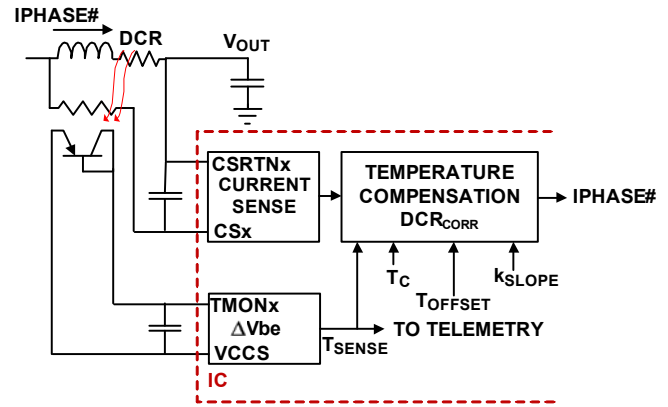 IPHASE#
DCR
VOUT
CSRTNx
CURRENT
SENSE
CSx
TEMPERATURE
COMPENSATION
DCRCORR
IPHASE#
TC
TOFFSET
kSLOPE
TMONx
ΔVbe
VCCS
TSENSE
TO TELEMETRY
IC